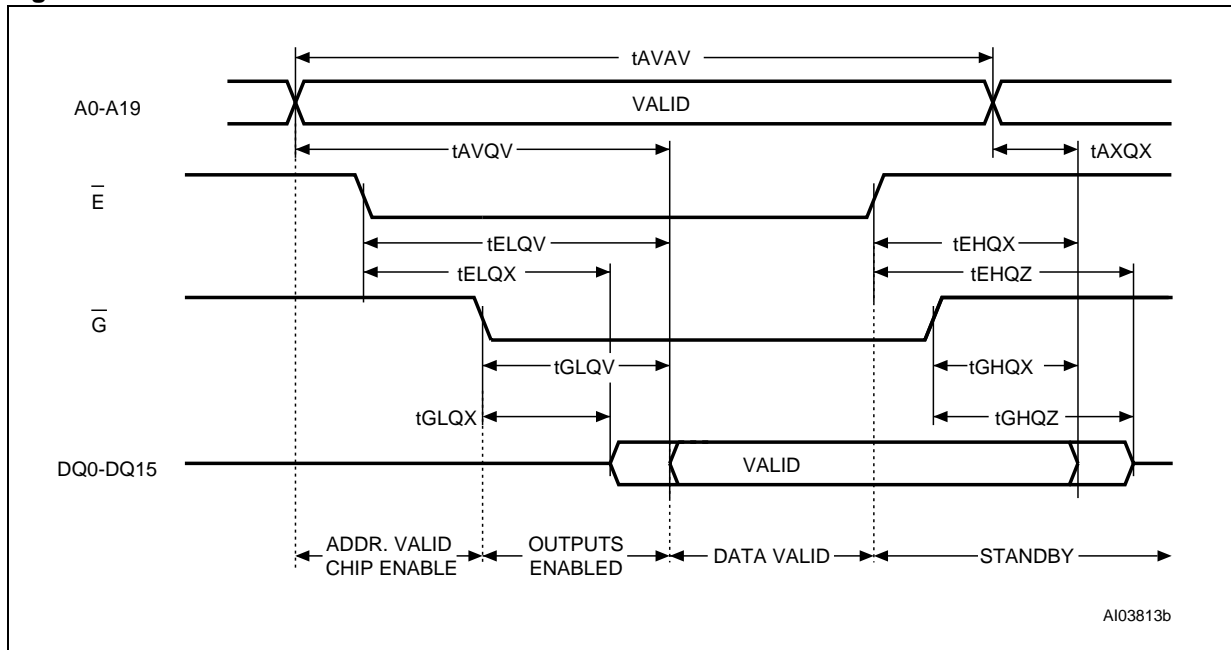 tAVAV
A0-A19
VALID
tAVQV
tAXQX
E
tELQV
tEHQX
tELQX
tEHQZ
G
tGLQV
tGHQX
tGLQX
tGHQZ
DQ0-DQ15
VALID
ADDR. VALID
CHIP ENABLE
OUTPUTS
ENABLED
DATA VALID
STANDBY
AI03813b